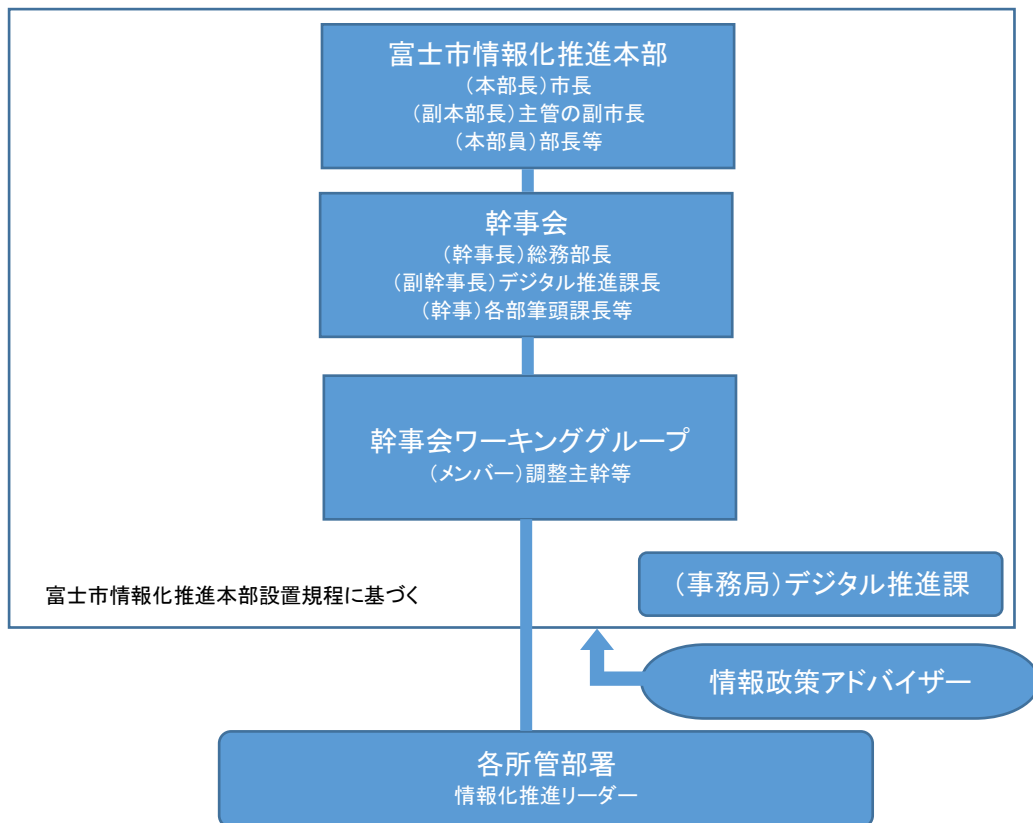 富士市情報化推進本部
（本部長）市長
（副本部長）主管の副市長
（本部員）部長等
幹事会
（幹事長）総務部長
（副幹事長）デジタル推進課長
（幹事）各部筆頭課長等
幹事会ワーキンググループ
（メンバー）調整主幹等
（事務局）デジタル推進課
富士市情報化推進本部設置規程に基づく
情報政策アドバイザー
各所管部署
情報化推進リーダー